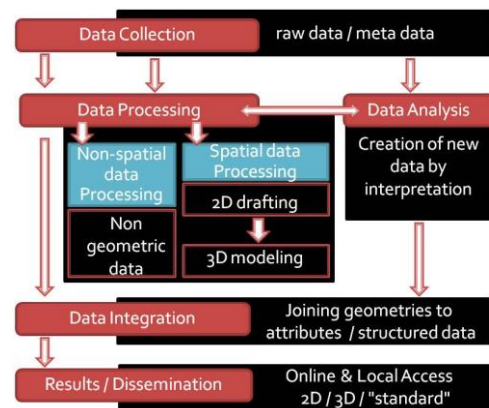 Data Collection
raw data / meta data
Data Processing
Data Analysis
Non-spatial
data
Processing
Spatial data
Processing
Creation of new
data by
interpretation
2D drafting
Non
geometric
data
3D modeling
Data Integration
Joining geometries to
attributes / structured data
Results / Dissemination
Online & Local Access
2D / 3D / "standard"